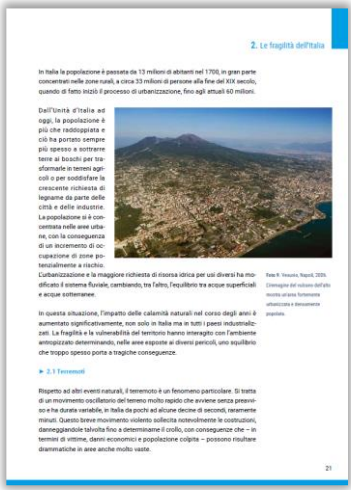 2. Le fragilità dell'Italia
In Italia la popolazione è passata da 13 milioni di abitanti nel 1700, in gran parte
concentrati nelle zone rurali, a circa 33 milioni di persone alla fine del XIX secolo,
quando di fatto iniziò il processo di urbanizzazione, fino agli attuali 60 milioni.
Dall'Unità d'Italia ad
oggi, la popolazione è
più che raddoppiata e
ciò ha portato sempre
più spesso a sottrarre
terre ai boschi per tra-
sformarle in terreni agri-
coli o per soddisfare la
crescente richiesta di
legname da parte delle
città e delle industrie.
La popolazione si è con-
centrata nelle aree urba-
ne, con la conseguenza
di un incremento di oc-
cupazione di zone po-
tenzialmente a rischio.
L'urbanizzazione e la maggiore richiesta di risorsa idrica per usi diversi ha mo-
dificato il sistema fluviale, cambiando, tra l'altro, l'equilibrio tra acque superficiali
e acque sotterranee.
Foto 9. Vesuvio, Napoli, 2006.
L'immagine del vulcano dall'alto
mostra un'area fortemente
urbanizzata e densamente
popolata.
In questa situazione, l'impatto delle calamità naturali nel corso degli anni è
aumentato significativamente, non solo in Italia ma in tutti i paesi industrializ-
zati. La fragilità e la vulnerabilità del territorio hanno interagito con l'ambiente
antropizzato determinando, nelle aree esposte ai diversi pericoli, uno squilibrio
che troppo spesso porta a tragiche conseguenze.
► 2.1 Terremoti
Rispetto ad altri eventi naturali, il terremoto è un fenomeno particolare. Si tratta
di un movimento oscillatorio del terreno molto rapido che avviene senza preavvi-
so e ha durata variabile, in Italia da pochi ad alcune decine di secondi, raramente
minuti. Questo breve movimento violento sollecita notevolmente le costruzioni,
danneggiandole talvolta fino a determinarne il crollo, con conseguenze che – in
termini di vittime, danni economici e popolazione colpita – possono risultare
drammatiche in aree anche molto vaste.
21